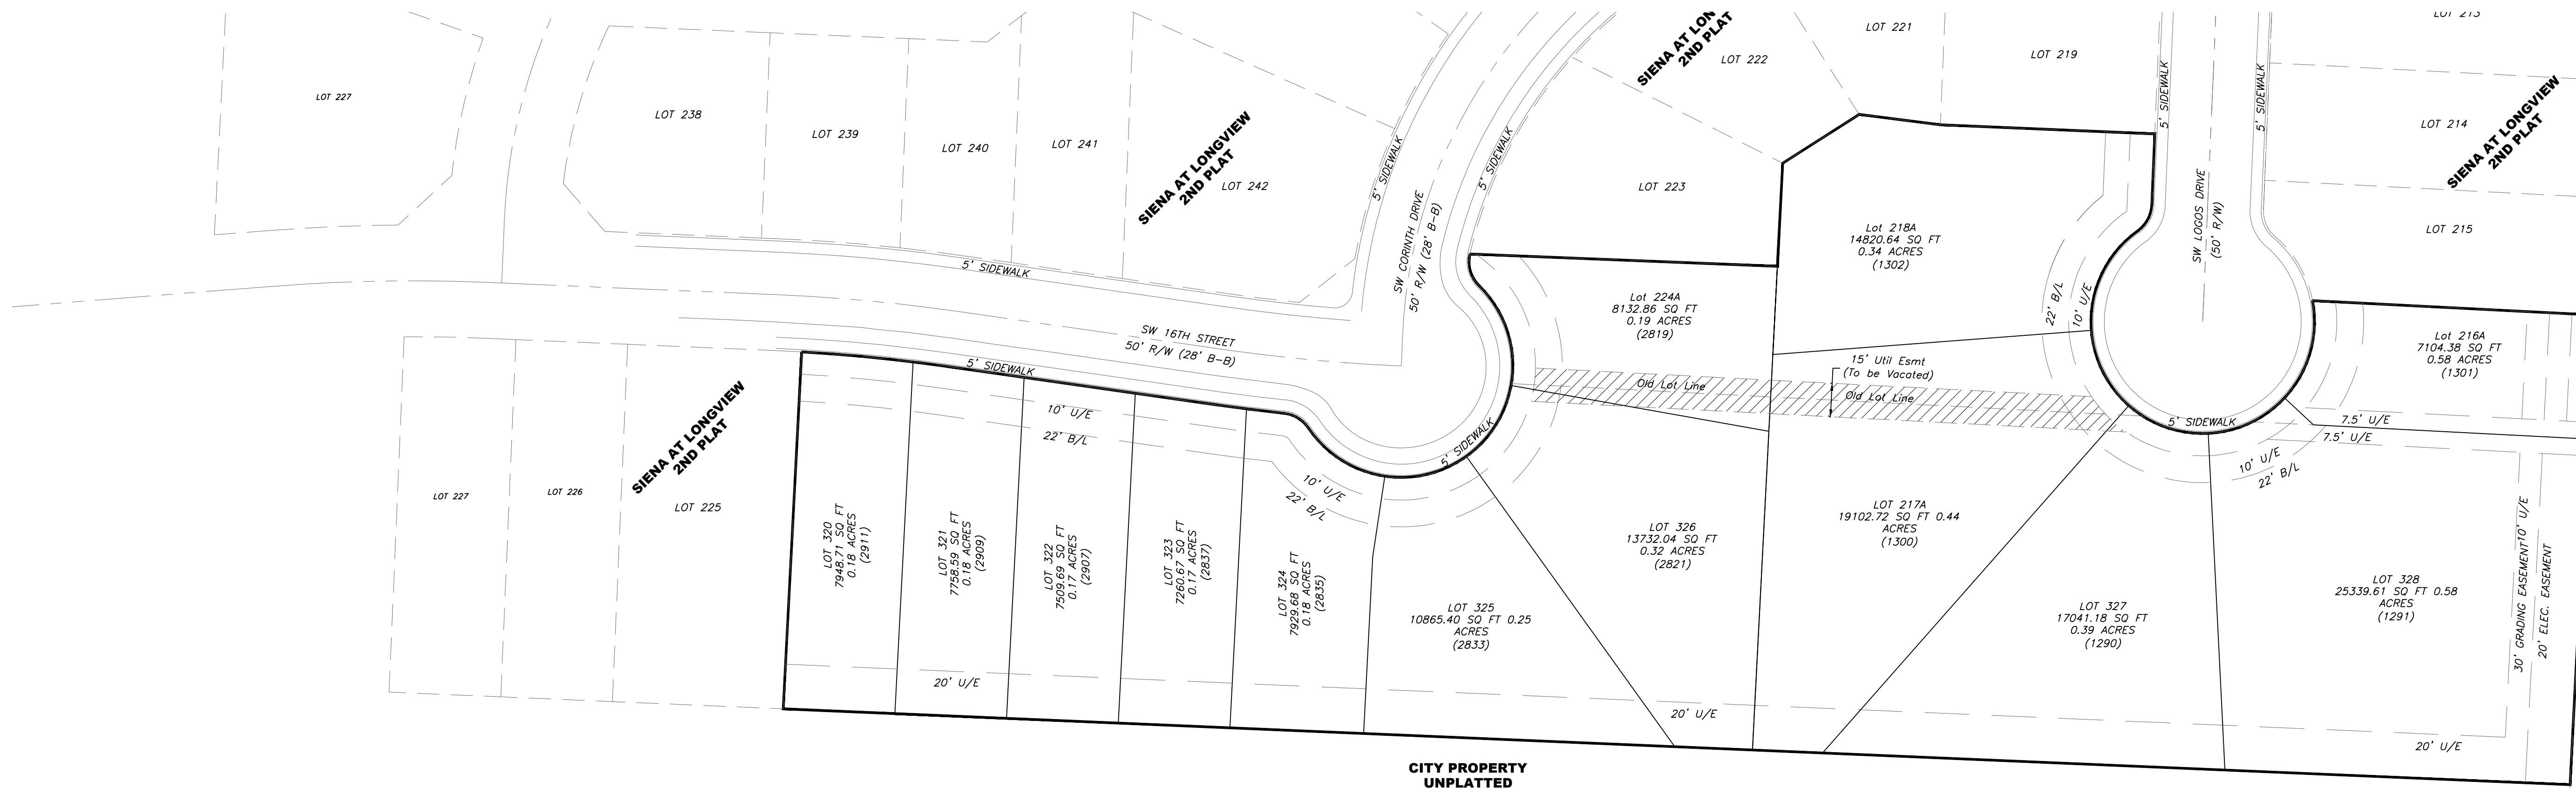 LOT 227
LOT 238
LOT 239
LOT 240
LOT 241
LOT 242
SIENA AT LONGVIEW
2ND PLAT
5' SIDEWALK
5' SIDEWALK
5' SIDEWALK
SW CORINTH DRIVE
50' R/W (28' B-B)
SIENA AT LON
2ND PLAT
LOT 222
LOT 221
LOT 219
LOT 223
5' SIDEWALK
5' SIDEWALK
SW LOGOS DRIVE
(50' R/W)
LOT 213
LOT 214
LOT 215
SIENA AT LONGVIEW
2ND PLAT
Lot 218A
14820.64 SQ FT
0.34 ACRES
(1302)
Lot 224A
8132.86 SQ FT
0.19 ACRES
(2819)
22' B/L
10' U/E
Lot 216A
7104.38 SQ FT
0.58 ACRES
(1301)
SW 16TH STREET
50' R/W (28' B-B)
5' SIDEWALK
15' Util Esmt
(To be Vacated)
Old Lot Line
Old Lot Line
5' SIDEWALK
5' SIDEWALK
7.5' U/E
7.5' U/E
10' U/E
22' B/L
10' U/E
22' B/L
10' U/E
22' B/L
SIENA AT LONGVIEW
2ND PLAT
LOT 227
LOT 226
LOT 225
LOT 320
7948.71 SQ FT
0.18 ACRES
(2911)
LOT 321
7758.59 SQ FT
0.18 ACRES
(2909)
LOT 322
7509.69 SQ FT
0.17 ACRES
(2907)
LOT 323
7260.67 SQ FT
0.17 ACRES
(2837)
LOT 324
7929.68 SQ FT
0.18 ACRES
(2835)
LOT 325
10865.40 SQ FT 0.25
ACRES
(2833)
LOT 326
13732.04 SQ FT
0.32 ACRES
(2821)
LOT 217A
19102.72 SQ FT 0.44
ACRES
(1300)
LOT 327
17041.18 SQ FT
0.39 ACRES
(1290)
LOT 328
25339.61 SQ FT 0.58
ACRES
(1291)
30' GRADING EASEMENT
10' U/E
20' ELEC. EASEMENT
20' U/E
20' U/E
20' U/E
CITY PROPERTY
UNPLATTED